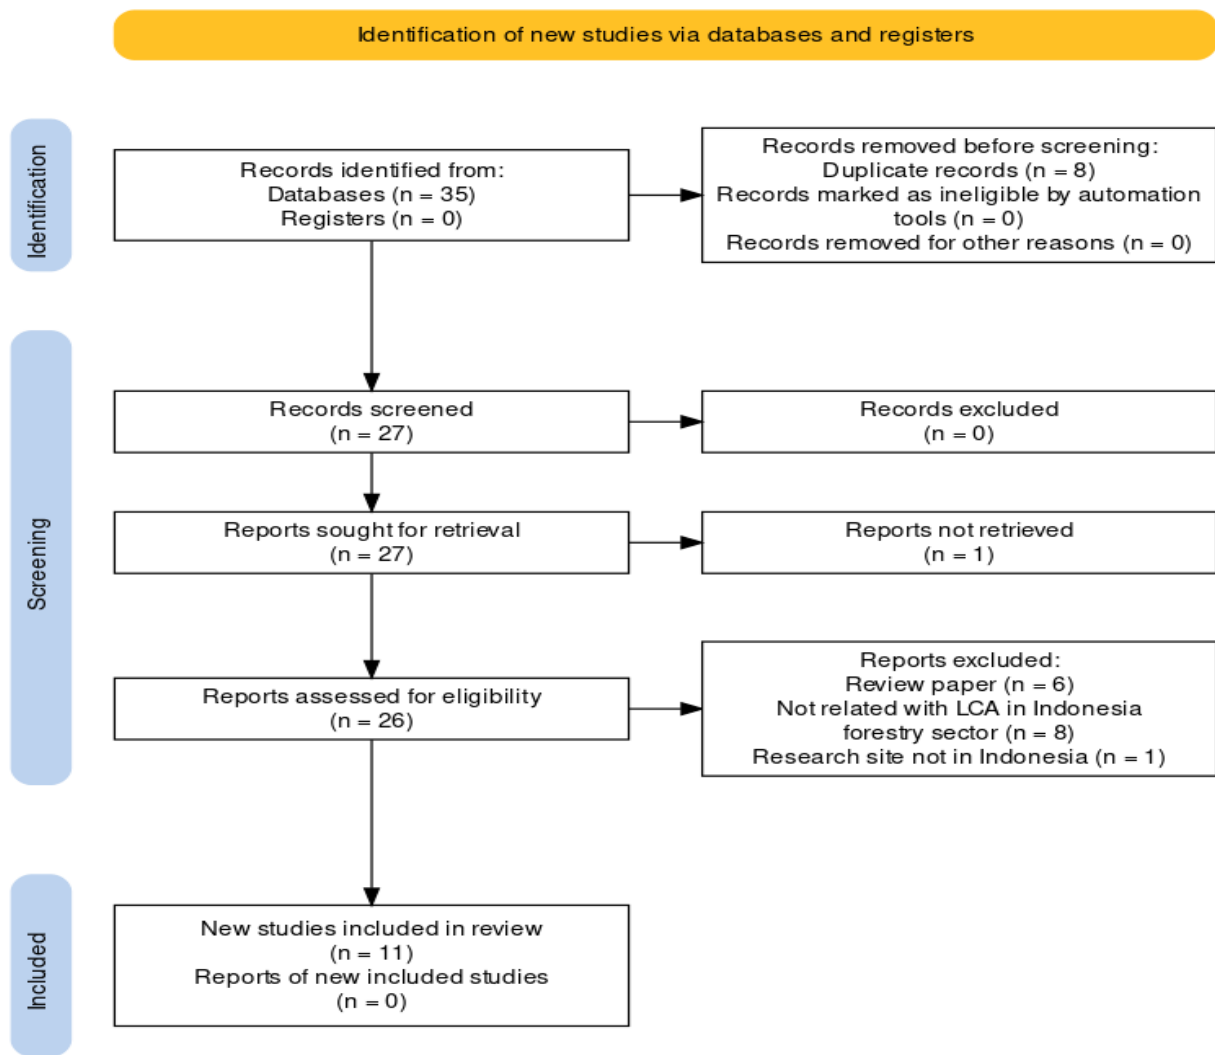 Identification of new studies via databases and registers
Identification
Records identified from:
Databases (n = 35)
Registers (n = 0)
Records removed before screening:
Duplicate records (n = 8)
Records marked as ineligible by automation
tools (n = 0)
Records removed for other reasons (n = 0)
Screening
Records screened
(n = 27)
Records excluded
(n = 0)
Reports sought for retrieval
(n = 27)
Reports not retrieved
(n = 1)
Reports assessed for eligibility
(n = 26)
Reports excluded:
Review paper (n = 6)
Not related with LCA in Indonesia
forestry sector (n = 8)
Research site not in Indonesia (n = 1)
Included
New studies included in review
(n = 11)
Reports of new included studies
(n = 0)